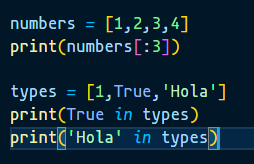 numbers = [1,2,3,4]
print(numbers[:3])
types = [1,True,'Hola']
print(True in types)
print('Hola' in types)